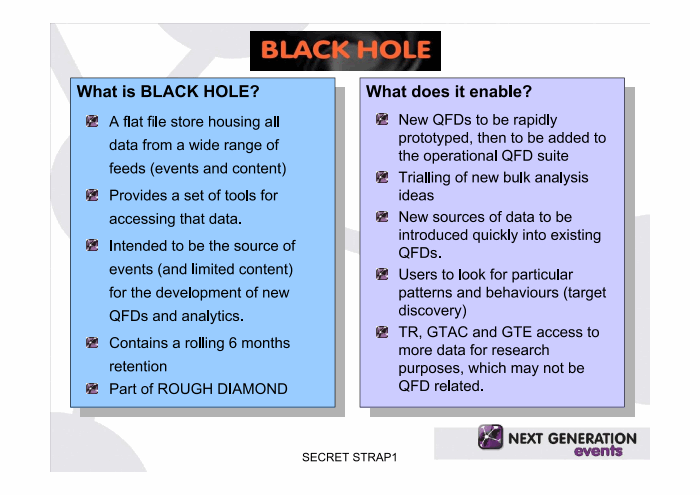 BLACK HOLE
What is BLACK HOLE?
A flat file store housing all
data from a wide range of
feeds (events and content)
Provides a set of tools for
accessing that data.
Intended to be the source of
events (and limited content)
for the development of new
QFDs and analytics.
Contains a rolling 6 months
retention
Part of ROUGH DIAMOND
What does it enable?
New QFDs to be rapidly
prototyped, then to be added to
the operational QFD suite
Trialling of new bulk analysis
ideas
New sources of data to be
introduced quickly into existing
QFDs.
Users to look for particular
patterns and behaviours (target
discovery)
TR, GTAC and GTE access to
more data for research
purposes, which may not be
QFD related.
NEXT GENERATION
events
SECRET STRAP1